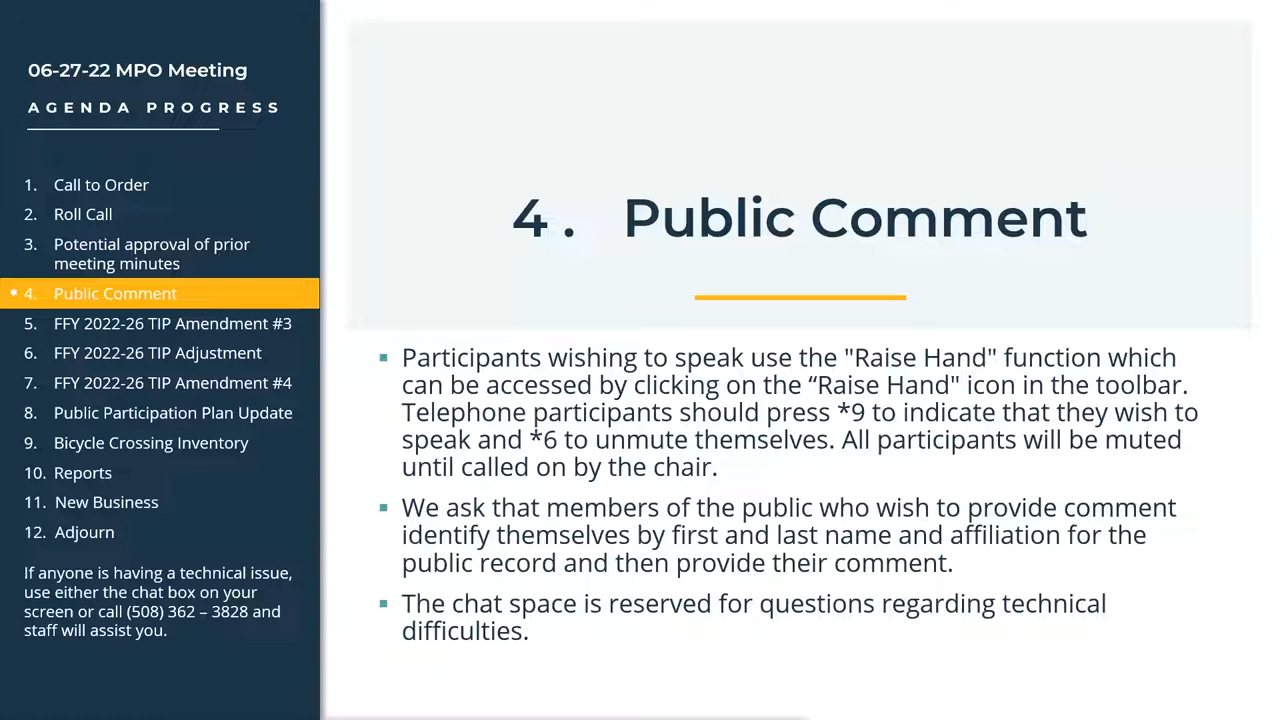 06-27-22 MPO Meeting
AGENDA PROGRESS
1. Call to Order
2. Roll Call
3. Potential approval of prior
meeting minutes
* 4. Public Comment
5. FFY 2022-26 TIP Amendment #3
6. FFY 2022-26 TIP Adjustment
7. FFY 2022-26 TIP Amendment #4
8. Public Participation Plan Update
9. Bicycle Crossing Inventory
10. Reports
11. New Business
12. Adjourn
If anyone is having a technical issue,
use either the chat box on your
screen or call (508) 362 – 3828 and
staff will assist you.
4. Public Comment
▪ Participants wishing to speak use the "Raise Hand" function which
can be accessed by clicking on the “Raise Hand" icon in the toolbar.
Telephone participants should press *9 to indicate that they wish to
speak and *6 to unmute themselves. All participants will be muted
until called on by the chair.
▪ We ask that members of the public who wish to provide comment
identify themselves by first and last name and affiliation for the
public record and then provide their comment.
▪ The chat space is reserved for questions regarding technical
difficulties.